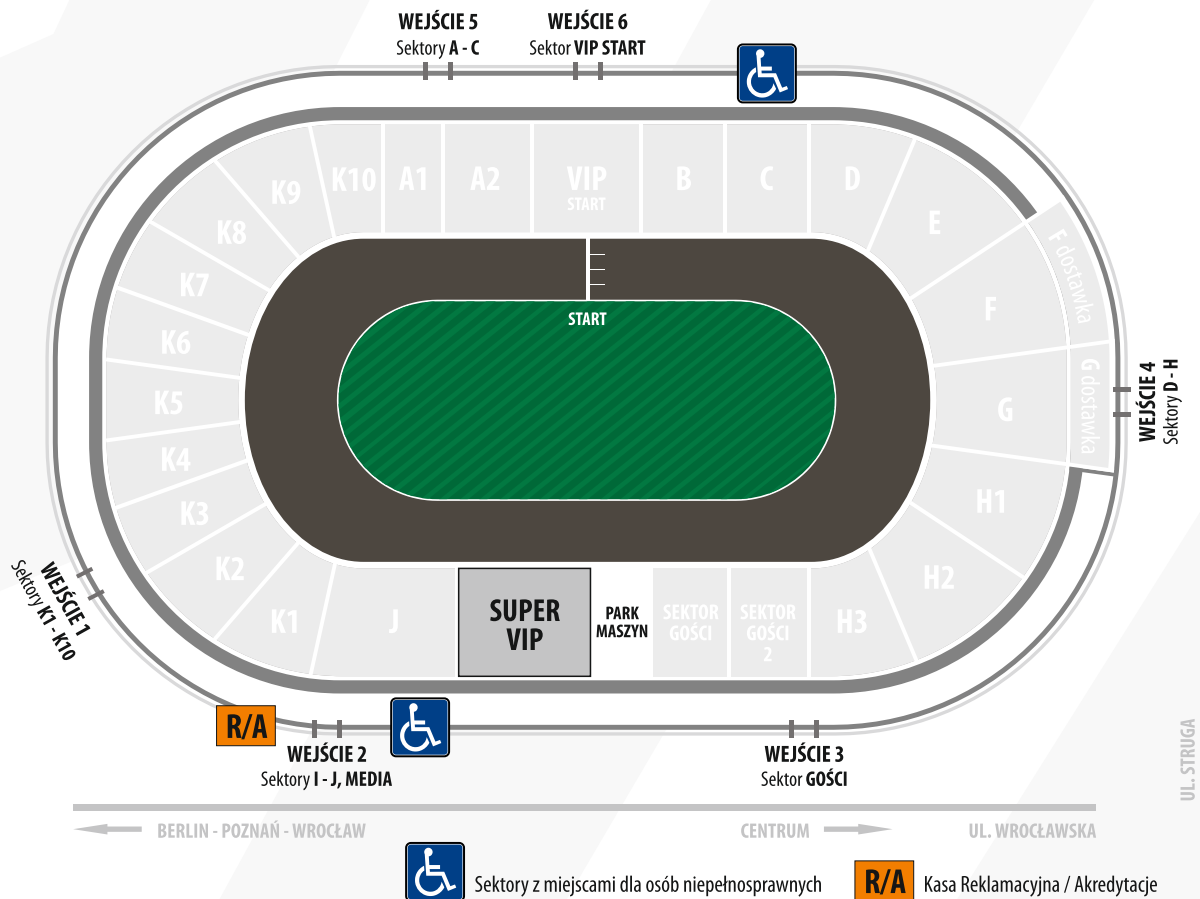 WEJŚCIE 5
Sektory A - C
WEJŚCIE 6
Sektor VIP START
K9
K10
A1
A2
VIP
START
B
C
D
K8
E
K7
F dostawka
K6
F
START
K5
G
G dostawka
WEJŚCIE 4
Sektory D - H
K4
K3
H1
K2
H2
WEJŚCIE 1
Sektory K1 - K10
K1
J
SUPER
VIP
PARK
MASZYN
SEKTOR
GOŚCI
SEKTOR
GOŚCI
2
H3
R/A
WEJŚCIE 2
Sektory I - J, MEDIA
WEJŚCIE 3
Sektor GOŚCI
UL. STRUGA
BERLIN - POZNAŃ - WROCŁAW
CENTRUM
UL. WROCŁAWSKA
Sektory z miejscami dla osób niepełnosprawnych
R/A
Kasa Reklamacyjna / Akredytacje